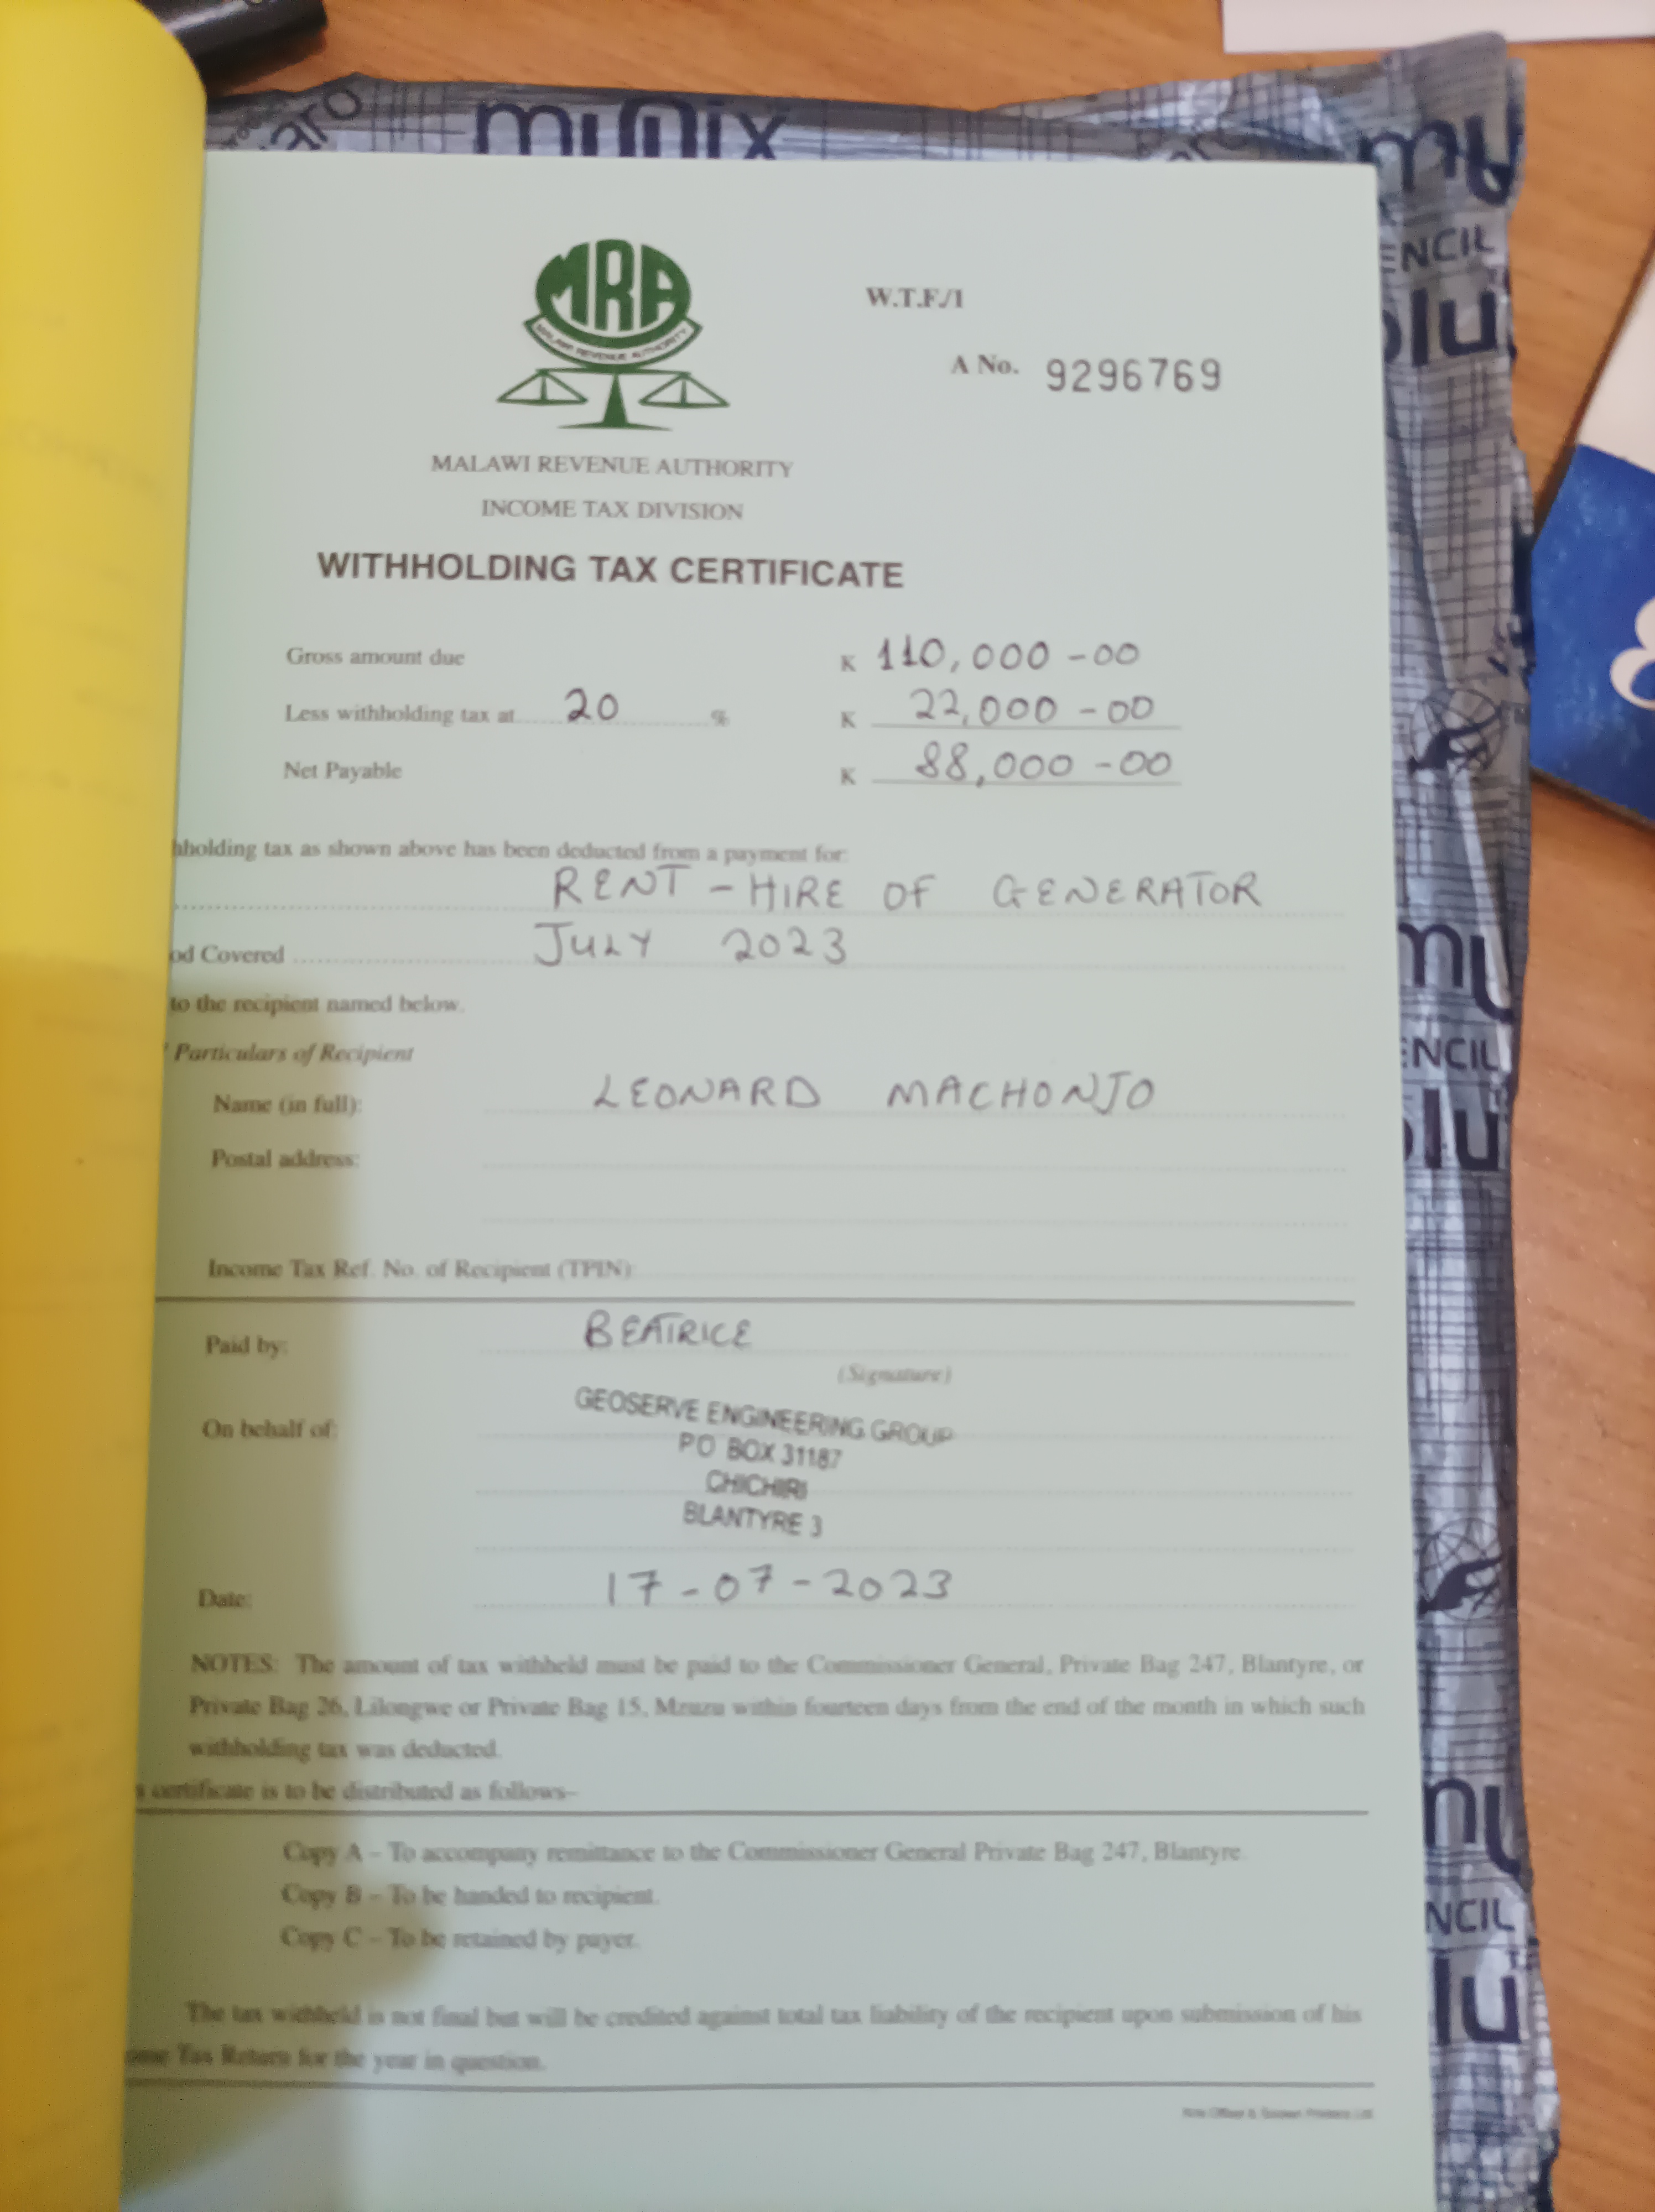 munix
MRA
MALAWI REVENUE AUTHORITY
W.T.F./1
A No. 9296769
MALAWI REVENUE AUTHORITY
INCOME TAX DIVISION
WITHHOLDING TAX CERTIFICATE
Gross amount due K 110,000-00
Less withholding tax at 20 % K 22,000-00
Net Payable K 88,000-00
hholding tax as shown above has been deducted from a payment for:
RENT - HIRE OF GENERATOR
od Covered JULY 2023
to the recipient named below.
Particulars of Recipient
Name (in full): LEONARD MACHONJO
Postal address:
Income Tax Ref. No. of Recipient (TPIN):
Paid by: BEATRICE
(Signature)
On behalf of: GEOSERVE ENGINEERING GROUP
PO BOX 31187
CHICHIRI
BLANTYRE 3
Date: 17-07-2023
NOTES: The amount of tax withheld must be paid to the Commissioner General, Private Bag 247, Blantyre, or
Private Bag 26, Lilongwe or Private Bag 15, Mzuzu within fourteen days from the end of the month in which such
withholding tax was deducted.
certificate is to be distributed as follows-
Copy A - To accompany remittance to the Commissioner General Private Bag 247, Blantyre.
Copy B - To be handed to recipient.
Copy C - To be retained by payer.
The tax withheld is not final but will be credited against total tax liability of the recipient upon submission of his
ome Tax Return for the year in question.